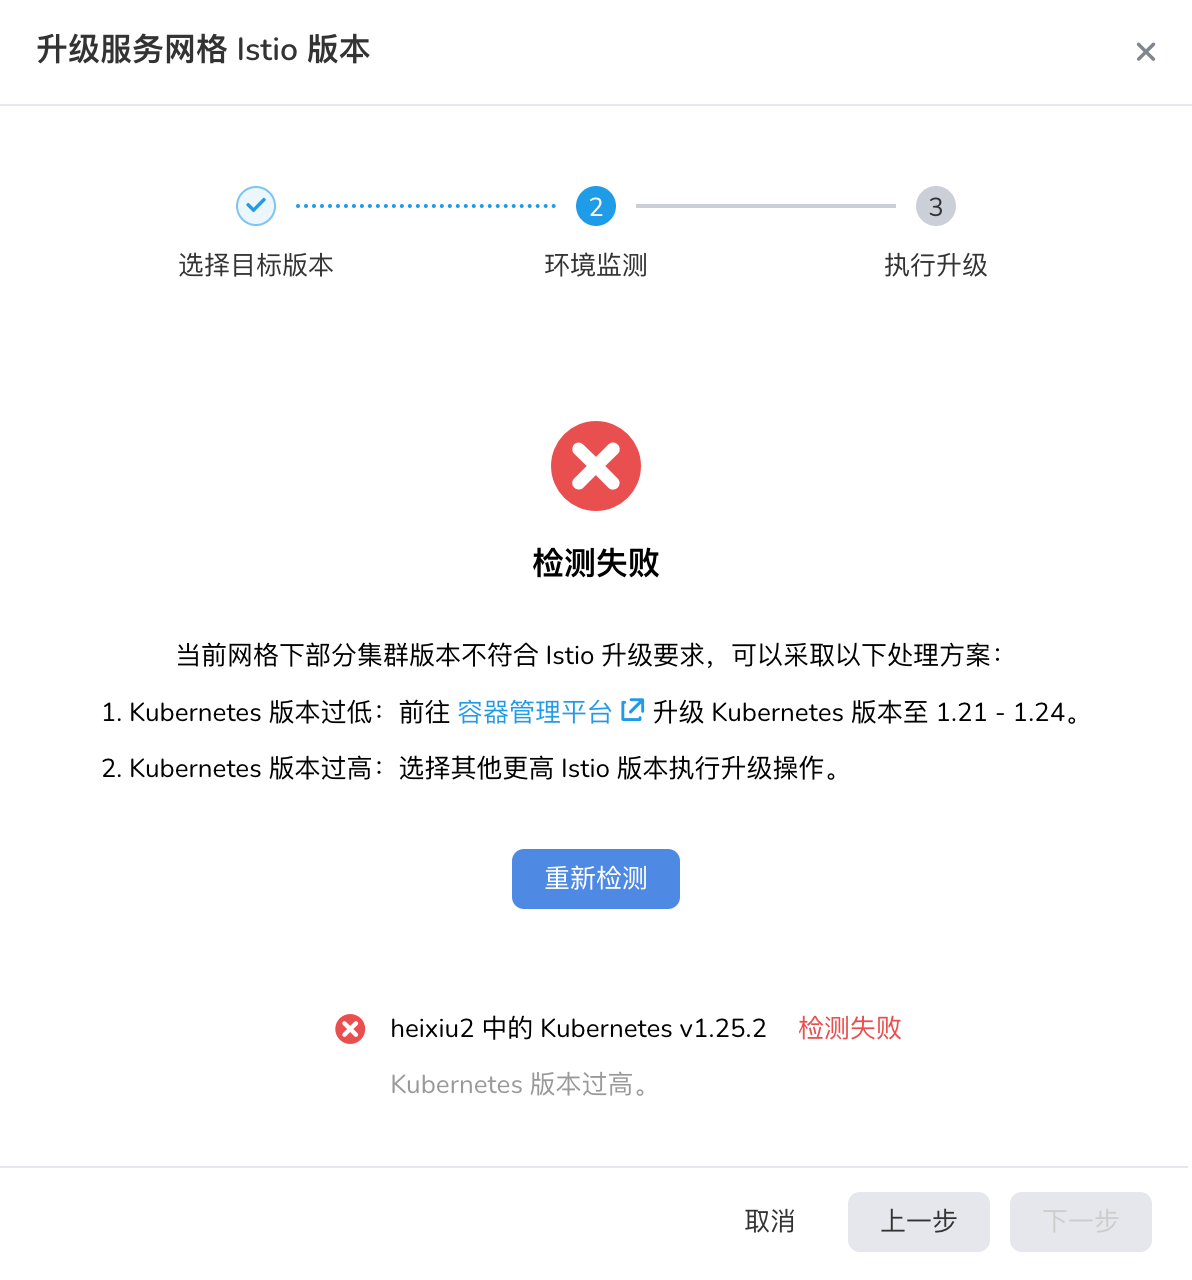 升级服务网格 Istio 版本
2
3
选择目标版本
环境监测
执行升级
检测失败
当前网格下部分集群版本不符合 Istio 升级要求，可以采取以下处理方案：
1. Kubernetes 版本过低：前往 容器管理平台 升级 Kubernetes 版本至 1.21 - 1.24。
2. Kubernetes 版本过高：选择其他更高 Istio 版本执行升级操作。
重新检测
heixiu2 中的 Kubernetes v1.25.2 检测失败
Kubernetes 版本过高。
取消
上一步
下一步